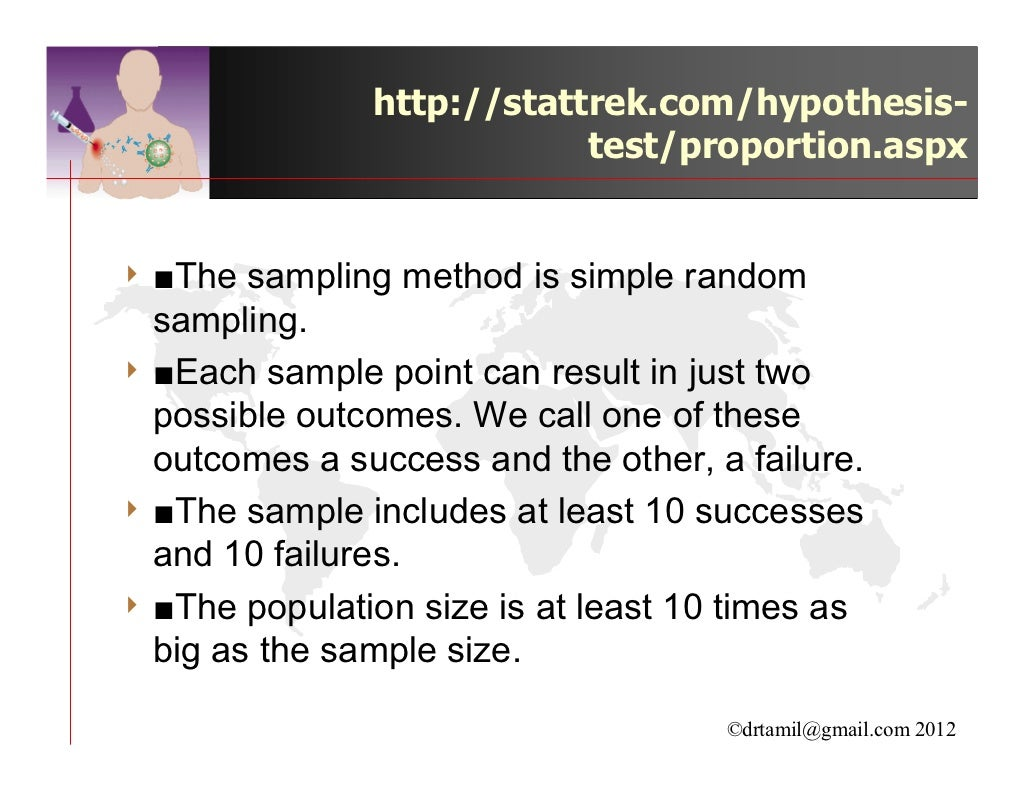 http://stattrek.com/hypothesis-
test/proportion.aspx
■The sampling method is simple random
sampling.
■Each sample point can result in just two
possible outcomes. We call one of these
outcomes a success and the other, a failure.
■The sample includes at least 10 successes
and 10 failures.
■The population size is at least 10 times as
big as the sample size.
©drtamil@gmail.com 2012